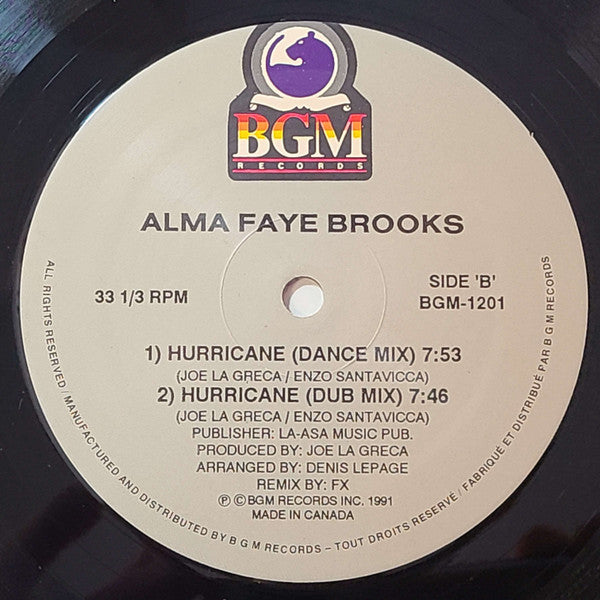 BGM
RECORDS
ALMA FAYE BROOKS
33 1/3 RPM
SIDE 'B'
BGM-1201
1) HURRICANE (DANCE MIX) 7:53
(JOE LA GRECA / ENZO SANTAVICCA)
2) HURRICANE (DUB MIX) 7:46
(JOE LA GRECA / ENZO SANTAVICCA)
PUBLISHER: LA-ASA MUSIC PUB.
PRODUCED BY: JOE LA GRECA
ARRANGED BY: DENIS LEPAGE
REMIX BY: FX
Ⓟ ©BGM RECORDS INC. 1991
MADE IN CANADA
ALL RIGHTS RESERVED / MANUFACTURED AND DISTRIBUTED BY B G M RECORDS – TOUT DROITS RESERVÉ / FABRIQUÉ ET DISTRIBUÉ PAR B G M RECORDS